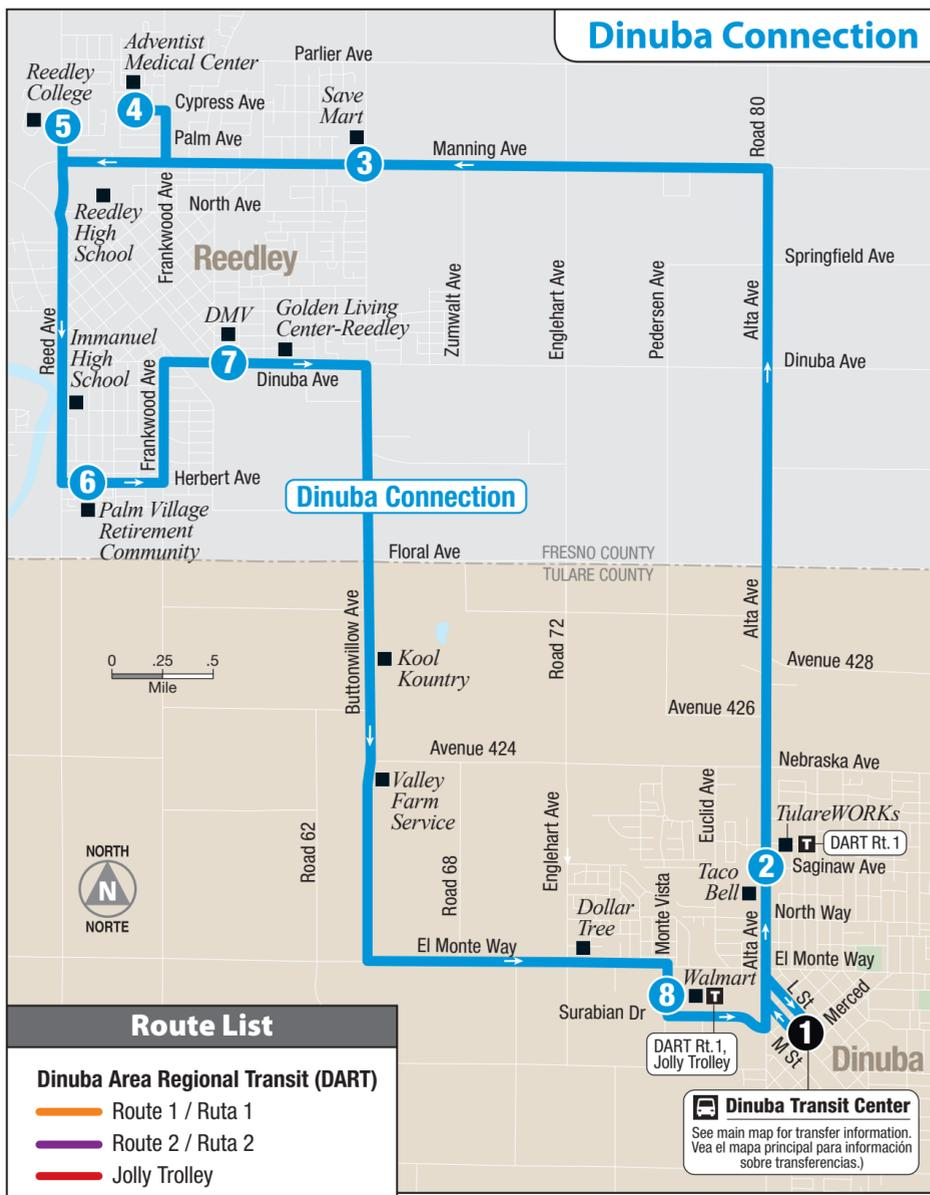 Dinuba Connection
Adventist
Medical Center
Parlier Ave
Reedley
College
Save
Mart
Road 80
4
Cypress Ave
5
Palm Ave
3
Manning Ave
Reedley
High
School
Frankwood Ave
North Ave
Reedley
Springfield Ave
Zumwalt Ave
Englehart Ave
Pedersen Ave
Alta Ave
DMV
Golden Living
Center-Reedley
Reed Ave
Immanuel
High
School
7
Dinuba Ave
Dinuba Ave
Frankwood Ave
6
Herbert Ave
Palm Village
Retirement
Community
Dinuba Connection
Floral Ave
FRESNO COUNTY
TULARE COUNTY
Buttonwillow Ave
Road 72
Alta Ave
0 .25 .5
Mile
Kool
Kountry
Avenue 428
Avenue 426
Avenue 424
Nebraska Ave
Valley
Farm
Service
Road 62
Road 68
Englehart Ave
Euclid Ave
TulareWORKs
T
DART Rt. 1
2
Saginaw Ave
Taco
Bell
NORTH
N
NORTE
Monte Vista
Dollar
Tree
Alta Ave
North Way
El Monte Way
El Monte Way
8
Walmart
T
L St
Merced
Surabian Dr
1
M St
DART Rt. 1,
Jolly Trolley
Dinuba
Dinuba Transit Center
See main map for transfer information.
Vea el mapa principal para información
sobre transferencias.)
Route List
Dinuba Area Regional Transit (DART)
Route 1 / Ruta 1
Route 2 / Ruta 2
Jolly Trolley